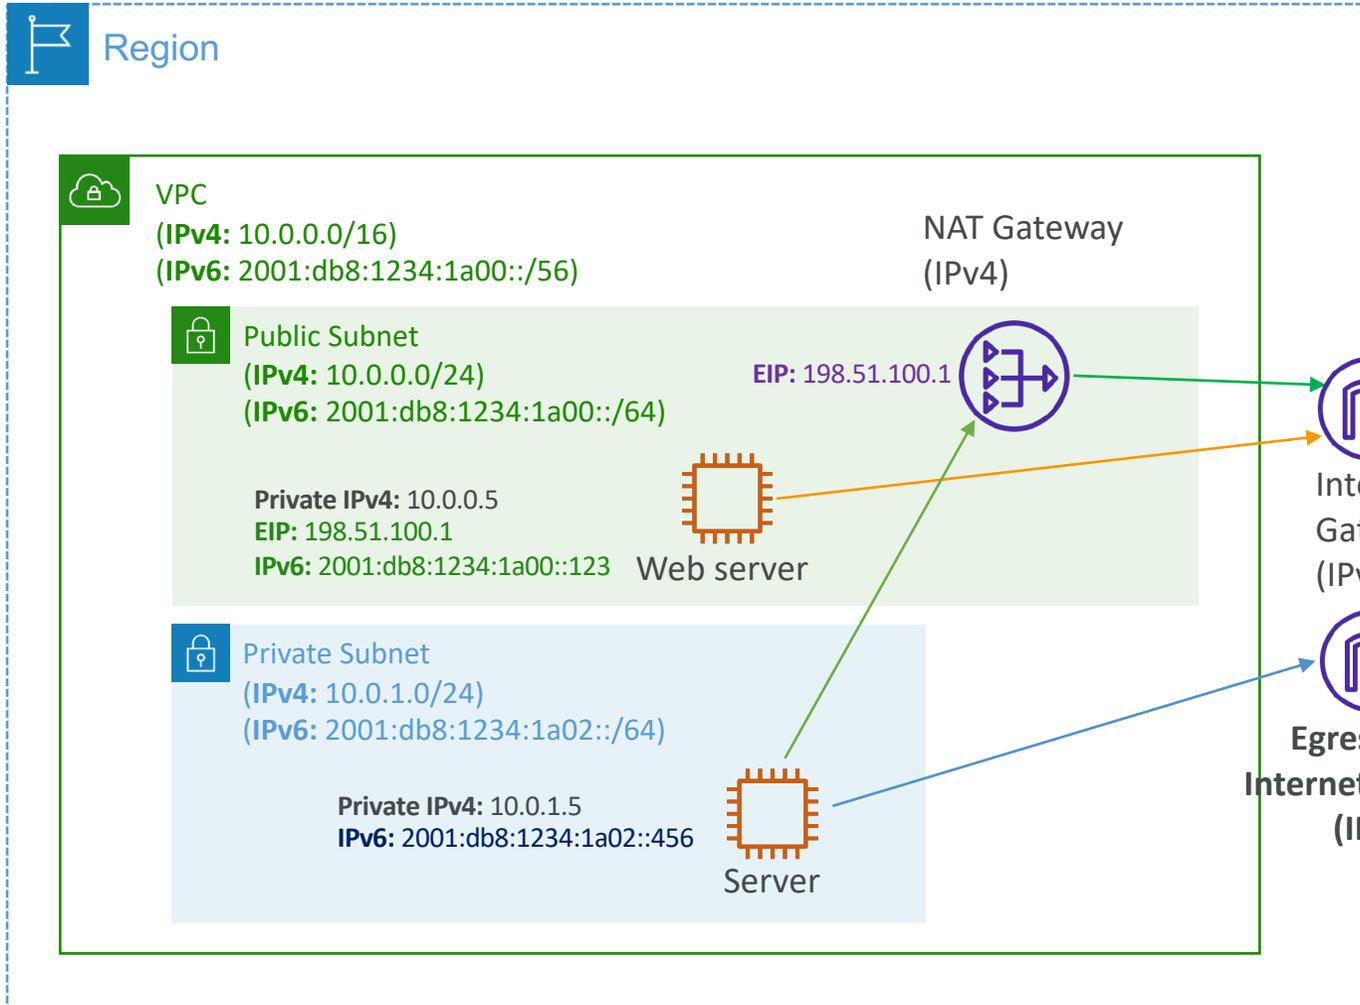 Region
VPC
(IPv4: 10.0.0.0/16)
(IPv6: 2001:db8:1234:1a00::/56)
NAT Gateway
(IPv4)
Public Subnet
(IPv4: 10.0.0.0/24)
(IPv6: 2001:db8:1234:1a00::/64)
EIP: 198.51.100.1
Private IPv4: 10.0.0.5
EIP: 198.51.100.1
IPv6: 2001:db8:1234:1a00::123
Web server
Private Subnet
(IPv4: 10.0.1.0/24)
(IPv6: 2001:db8:1234:1a02::/64)
Private IPv4: 10.0.1.5
IPv6: 2001:db8:1234:1a02::456
Server
Internet